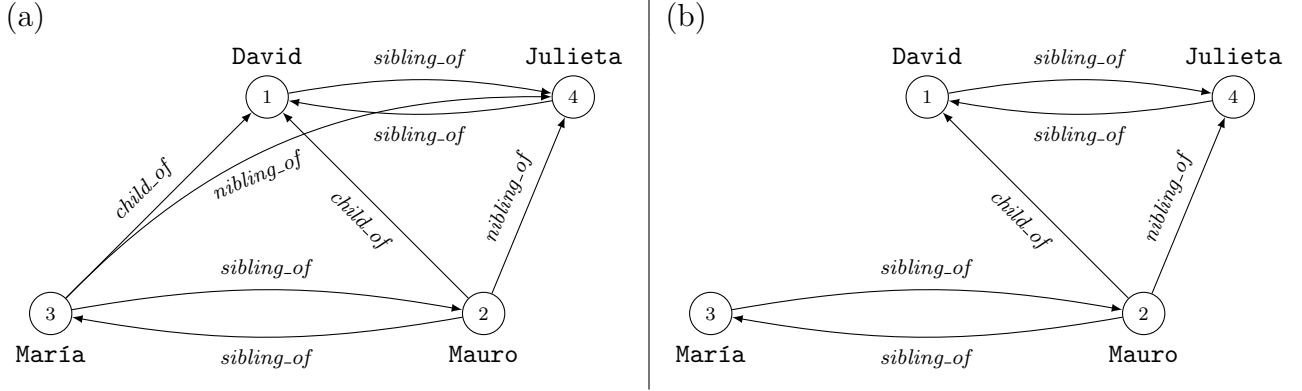 (a)
David
sibling_of
Julieta
1
4
sibling_of
child_of
nibling_of
child_of
nibling_of
sibling_of
3
2
María
sibling_of
Mauro
(b)
David
sibling_of
Julieta
1
4
sibling_of
child_of
nibling_of
sibling_of
3
2
María
sibling_of
Mauro